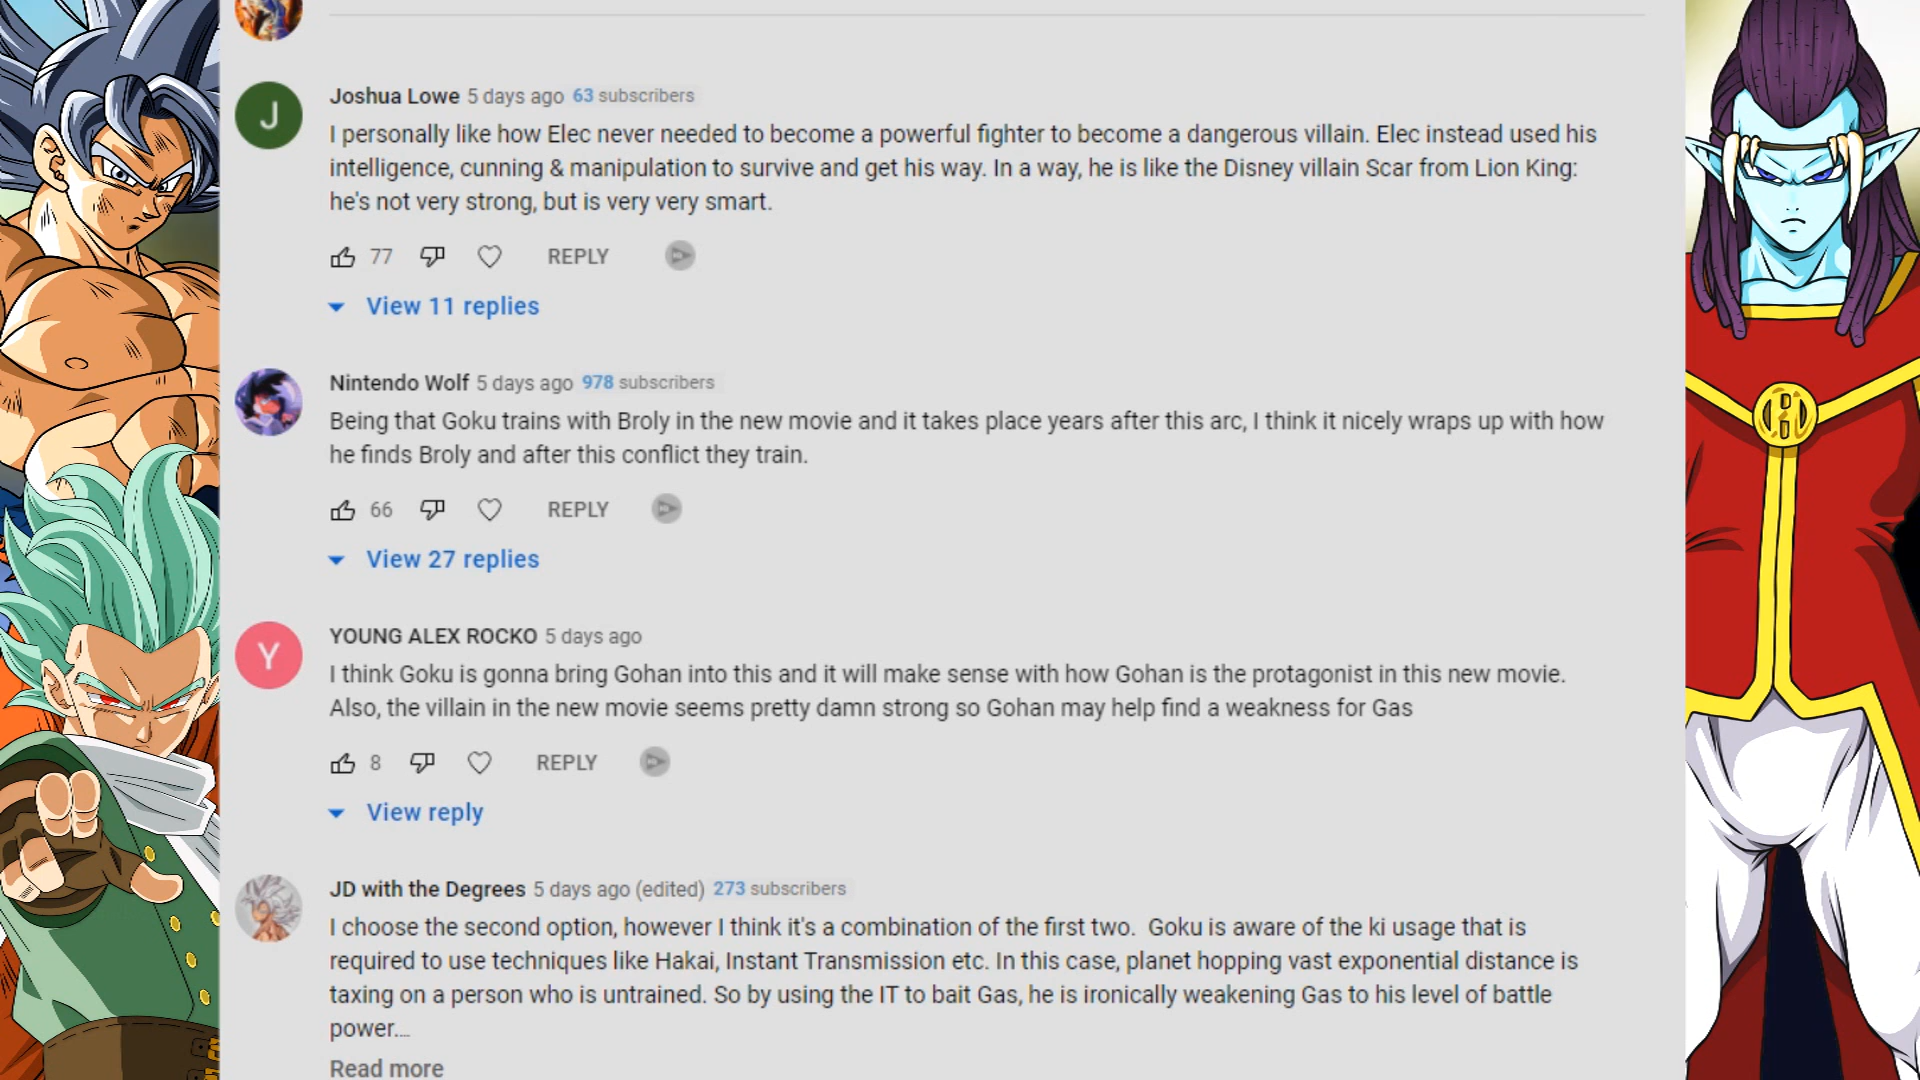 Joshua Lowe 5 days ago 63 subscribers
I personally like how Elec never needed to become a powerful fighter to become a dangerous villain. Elec instead used his
intelligence, cunning & manipulation to survive and get his way. In a way, he is like the Disney villain Scar from Lion King:
he's not very strong, but is very very smart.
77 REPLY
View 11 replies
Nintendo Wolf 5 days ago 978 subscribers
Being that Goku trains with Broly in the new movie and it takes place years after this arc, I think it nicely wraps up with how
he finds Broly and after this conflict they train.
66 REPLY
View 27 replies
YOUNG ALEX ROCKO 5 days ago
I think Goku is gonna bring Gohan into this and it will make sense with how Gohan is the protagonist in this new movie.
Also, the villain in the new movie seems pretty damn strong so Gohan may help find a weakness for Gas
8 REPLY
View reply
JD with the Degrees 5 days ago (edited) 273 subscribers
I choose the second option, however I think it's a combination of the first two.  Goku is aware of the ki usage that is
required to use techniques like Hakai, Instant Transmission etc. In this case, planet hopping vast exponential distance is
taxing on a person who is untrained. So by using the IT to bait Gas, he is ironically weakening Gas to his level of battle
power....
Read more
J
Y